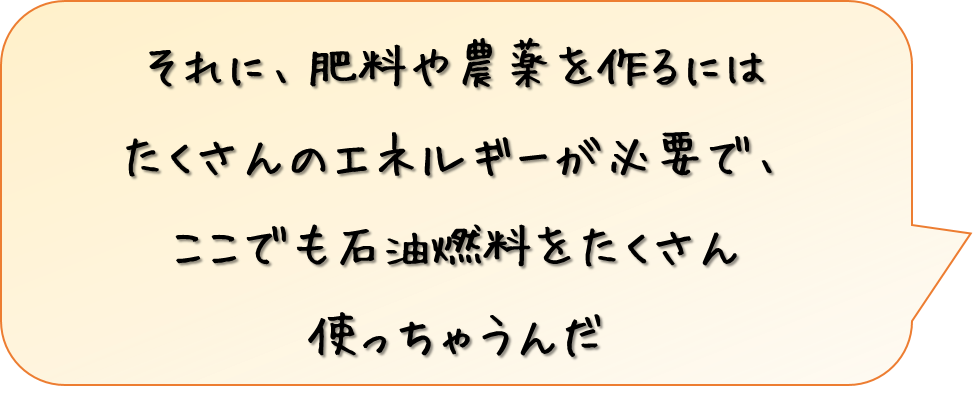 それに、肥料や農薬を作るには
たくさんのエネルギーが必要で、
ここでも石油燃料をたくさん
使っちゃうんだ